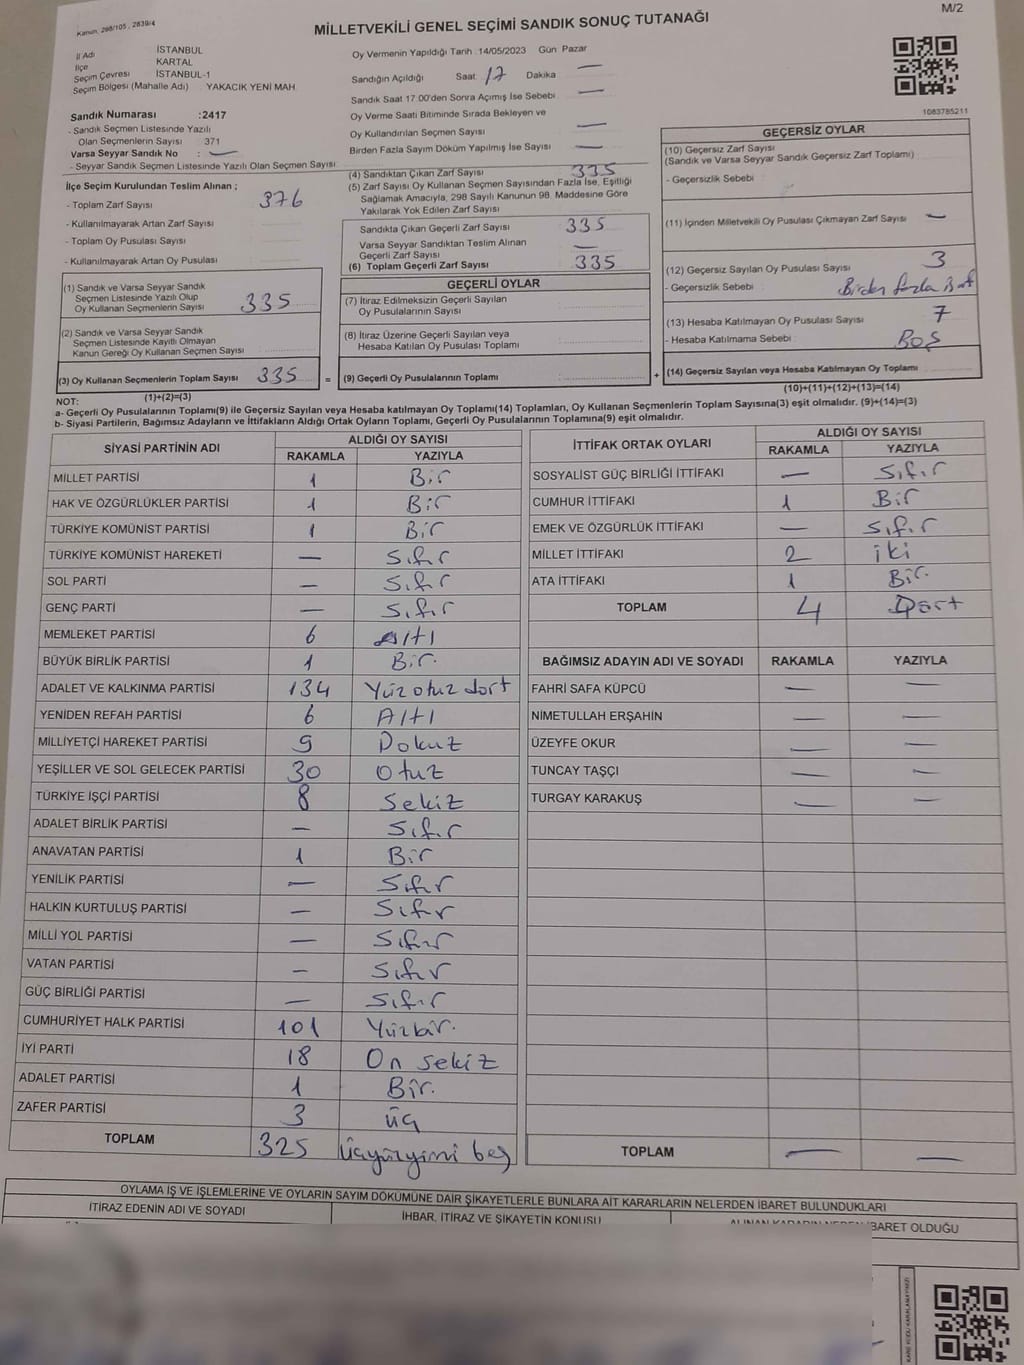 Kanun, 298/105 , 2839/4
MİLLETVEKİLİ GENEL SEÇİMİ SANDIK SONUÇ TUTANAĞI
M/2
İl Adı İSTANBUL
İlçe KARTAL
Seçim Çevresi İSTANBUL-1
Seçim Bölgesi (Mahalle Adı) YAKACIK YENİ MAH.
Oy Vermenin Yapıldığı Tarih : 14/05/2023 Gün Pazar
Sandığın Açıldığı Saat 17 Dakika —
Sandık Saat 17:00'den Sonra Açımış İse Sebebi —
Oy Verme Saati Bitiminde Sırada Bekleyen ve
Oy Kullandırılan Seçmen Sayısı —
Birden Fazla Sayım Döküm Yapılmış İse Sayısı —
1083785211
Sandık Numarası :2417
- Sandık Seçmen Listesinde Yazılı
Olan Seçmenlerin Sayısı 371
Varsa Seyyar Sandık No : —
- Seyyar Sandık Seçmen Listesinde Yazılı Olan Seçmen Sayısı
İlçe Seçim Kurulundan Teslim Alınan ;
- Toplam Zarf Sayısı 376
- Kullanılmayarak Artan Zarf Sayısı
- Toplam Oy Pusulası Sayısı
- Kullanılmayarak Artan Oy Pusulası
(1) Sandık ve Varsa Seyyar Sandık
Seçmen Listesinde Yazılı Olup
Oy Kullanan Seçmenlerin Sayısı 335
(2) Sandık ve Varsa Seyyar Sandık
Seçmen Listesinde Kayıtlı Olmayan
Kanun Gereği Oy Kullanan Seçmen Sayısı
(3) Oy Kullanan Seçmenlerin Toplam Sayısı 335
(1)+(2)=(3)
(4) Sandıktan Çıkan Zarf Sayısı 335
(5) Zarf Sayısı Oy Kullanan Seçmen Sayısından Fazla İse, Eşitliği
Sağlamak Amacıyla, 298 Sayılı Kanunun 98. Maddesine Göre
Yakılarak Yok Edilen Zarf Sayısı
Sandıkta Çıkan Geçerli Zarf Sayısı 335
Varsa Seyyar Sandıktan Teslim Alınan
Geçerli Zarf Sayısı —
(6) Toplam Geçerli Zarf Sayısı 335
GEÇERLİ OYLAR
(7) İtiraz Edilmeksizin Geçerli Sayılan
Oy Pusulalarının Sayısı
(8) İtiraz Üzerine Geçerli Sayılan veya
Hesaba Katılan Oy Pusulası Toplamı
= (9) Geçerli Oy Pusulalarının Toplamı +
GEÇERSİZ OYLAR
(10) Geçersiz Zarf Sayısı
(Sandık ve Varsa Seyyar Sandık Geçersiz Zarf Toplamı)
- Geçersizlik Sebebi :
(11) İçinden Milletvekili Oy Pusulası Çıkmayan Zarf Sayısı —
(12) Geçersiz Sayılan Oy Pusulası Sayısı 3
- Geçersizlik Sebebi : Birden fazla
(13) Hesaba Katılmayan Oy Pusulası Sayısı 7
- Hesaba Katılmama Sebebi : BOŞ
(14) Geçersiz Sayılan veya Hesaba Katılmayan Oy Toplamı
(10)+(11)+(12)+(13)=(14)
NOT:
a- Geçerli Oy Pusulalarının Toplamı(9) ile Geçersiz Sayılan veya Hesaba katılmayan Oy Toplamı(14) Toplamları, Oy Kullanan Seçmenlerin Toplam Sayısına(3) eşit olmalıdır. (9)+(14)=(3)
b- Siyasi Partilerin, Bağımsız Adayların ve İttifakların Aldığı Ortak Oyların Toplamı, Geçerli Oy Pusulalarının Toplamına(9) eşit olmalıdır.
SİYASİ PARTİNİN ADI ALDIĞI OY SAYISI
RAKAMLA YAZIYLA
MİLLET PARTİSİ 1 Bir
HAK VE ÖZGÜRLÜKLER PARTİSİ 1 Bir
TÜRKİYE KOMÜNİST PARTİSİ 1 Bir
TÜRKİYE KOMÜNİST HAREKETİ — Sıfır
SOL PARTİ — Sıfır
GENÇ PARTİ — Sıfır
MEMLEKET PARTİSİ 6 Altı
BÜYÜK BİRLİK PARTİSİ 1 Bir.
ADALET VE KALKINMA PARTİSİ 134 Yüz otuz dört
YENİDEN REFAH PARTİSİ 6 Altı
MİLLİYETÇİ HAREKET PARTİSİ 9 Dokuz
YEŞİLLER VE SOL GELECEK PARTİSİ 30 Otuz
TÜRKİYE İŞÇİ PARTİSİ 8 Sekiz
ADALET BİRLİK PARTİSİ — Sıfır
ANAVATAN PARTİSİ 1 Bir
YENİLİK PARTİSİ — Sıfır
HALKIN KURTULUŞ PARTİSİ — Sıfır
MİLLİ YOL PARTİSİ — Sıfır
VATAN PARTİSİ — Sıfır
GÜÇ BİRLİĞİ PARTİSİ — Sıfır
CUMHURİYET HALK PARTİSİ 101 Yüzbir.
İYİ PARTİ 18 On sekiz
ADALET PARTİSİ 1 Bir.
ZAFER PARTİSİ 3 üç
TOPLAM 325 üçyüzyirmi beş
İTTİFAK ORTAK OYLARI ALDIĞI OY SAYISI
RAKAMLA YAZIYLA
SOSYALİST GÜÇ BİRLİĞİ İTTİFAKI — Sıfır
CUMHUR İTTİFAKI 1 Bir
EMEK VE ÖZGÜRLÜK İTTİFAKI — Sıfır
MİLLET İTTİFAKI 2 iki
ATA İTTİFAKI 1 Bir.
TOPLAM 4 Dört
BAĞIMSIZ ADAYIN ADI VE SOYADI RAKAMLA YAZIYLA
FAHRİ SAFA KÜPCÜ — —
NİMETULLAH ERŞAHİN — —
ÜZEYFE OKUR — —
TUNCAY TAŞÇI — —
TURGAY KARAKUŞ — —
TOPLAM — —
OYLAMA İŞ VE İŞLEMLERİNE VE OYLARIN SAYIM DÖKÜMÜNE DAİR ŞİKAYETLERLE BUNLARA AİT KARARLARIN NELERDEN İBARET BULUNDUKLARI
İTİRAZ EDENİN ADI VE SOYADI İHBAR, İTİRAZ VE ŞİKAYETİN KONUSU ALINAN KARARIN NEDEN İBARET OLDUĞU